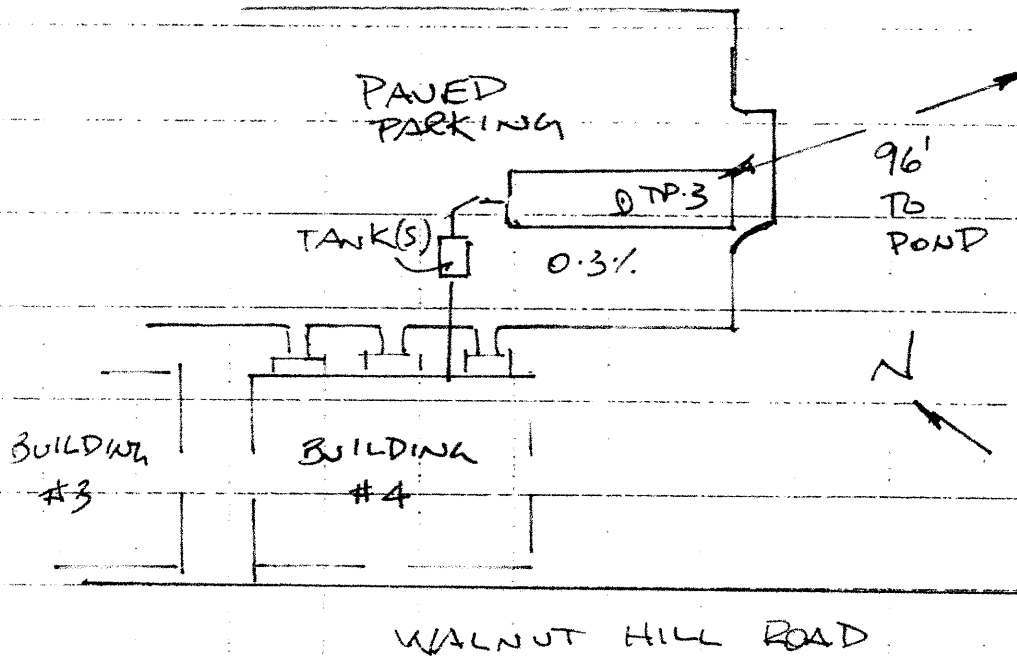 PAVED
PARKING
TP.3
96'
TO
POND
TANK(S)
0.3%
N
BUILDING
#3
BUILDING
#4
WALNUT HILL ROAD